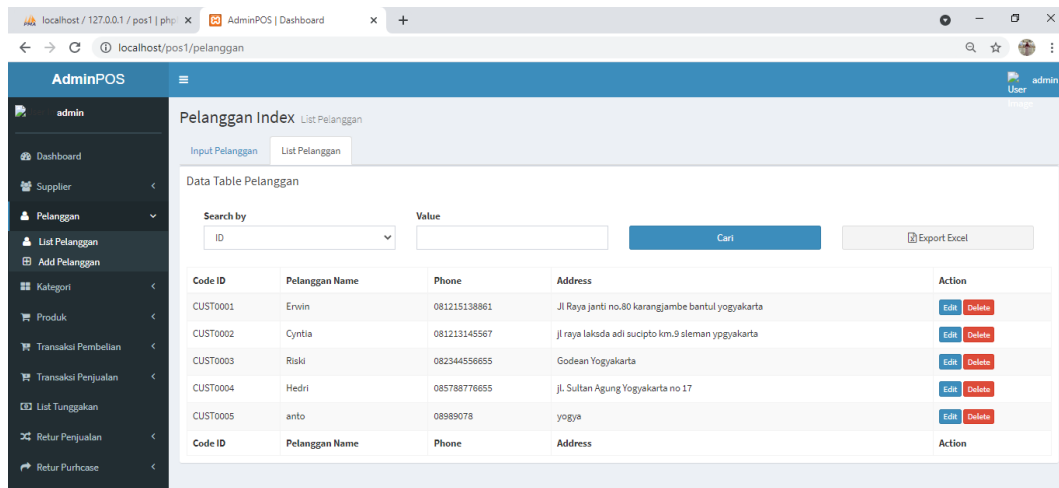 localhost / 127.0.0.1 / pos1 | php
AdminPOS | Dashboard
localhost/pos1/pelanggan
AdminPOS
User Image
admin
admin
Dashboard
Supplier
Pelanggan
List Pelanggan
Add Pelanggan
Kategori
Produk
Transaksi Pembelian
Transaksi Penjualan
List Tunggakan
Retur Penjualan
Retur Purhcase
Pelanggan Index List Pelanggan
Input Pelanggan List Pelanggan
Data Table Pelanggan
Search by Value
ID Cari Export Excel
Code ID Pelanggan Name Phone Address Action
CUST0001 Erwin 081215138861 Jl Raya janti no.80 karangjambe bantul yogyakarta Edit Delete
CUST0002 Cyntia 081213145567 jl raya laksda adi sucipto km.9 sleman ypgyakarta Edit Delete
CUST0003 Riski 082344556655 Godean Yogyakarta Edit Delete
CUST0004 Hedri 085788776655 jl. Sultan Agung Yogyakarta no 17 Edit Delete
CUST0005 anto 08989078 yogya Edit Delete
Code ID Pelanggan Name Phone Address Action